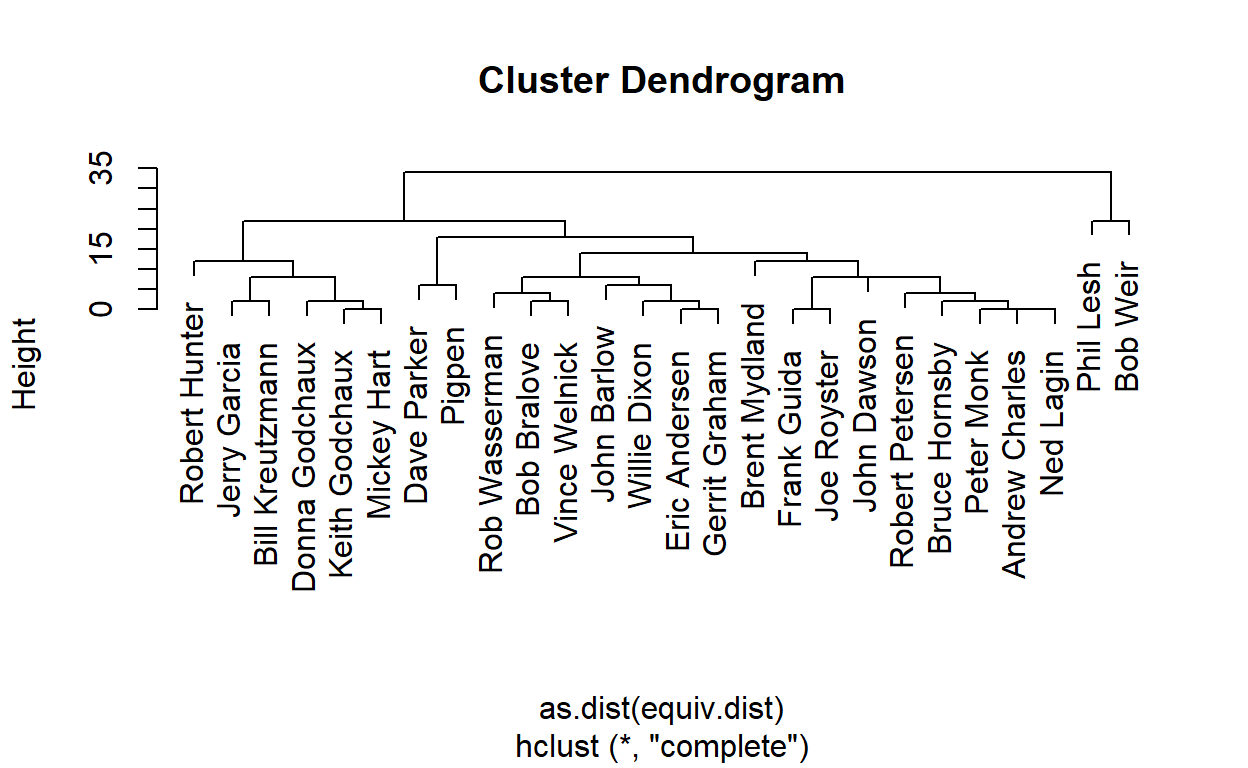 Cluster Dendrogram
Height
35
15
0
Robert Hunter
Jerry Garcia
Bill Kreutzmann
Donna Godchaux
Keith Godchaux
Mickey Hart
Dave Parker
Pigpen
Rob Wasserman
Bob Bralove
Vince Welnick
John Barlow
Willie Dixon
Eric Andersen
Gerrit Graham
Brent Mydland
Frank Guida
Joe Royster
John Dawson
Robert Petersen
Bruce Hornsby
Peter Monk
Andrew Charles
Ned Lagin
Phil Lesh
Bob Weir
as.dist(equiv.dist)
hclust (*, "complete")